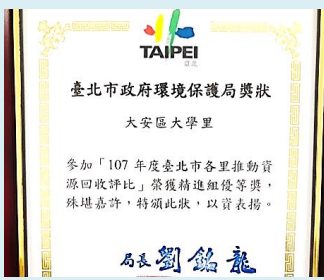 TAIPEI
臺北
臺北市政府環境保護局獎狀
大安區大學里
參加「107 年度臺北市各里推動資
源回收評比」榮獲精進組優等獎，
殊堪嘉許，特頒此狀，以資表揚。
局長 劉銘龍